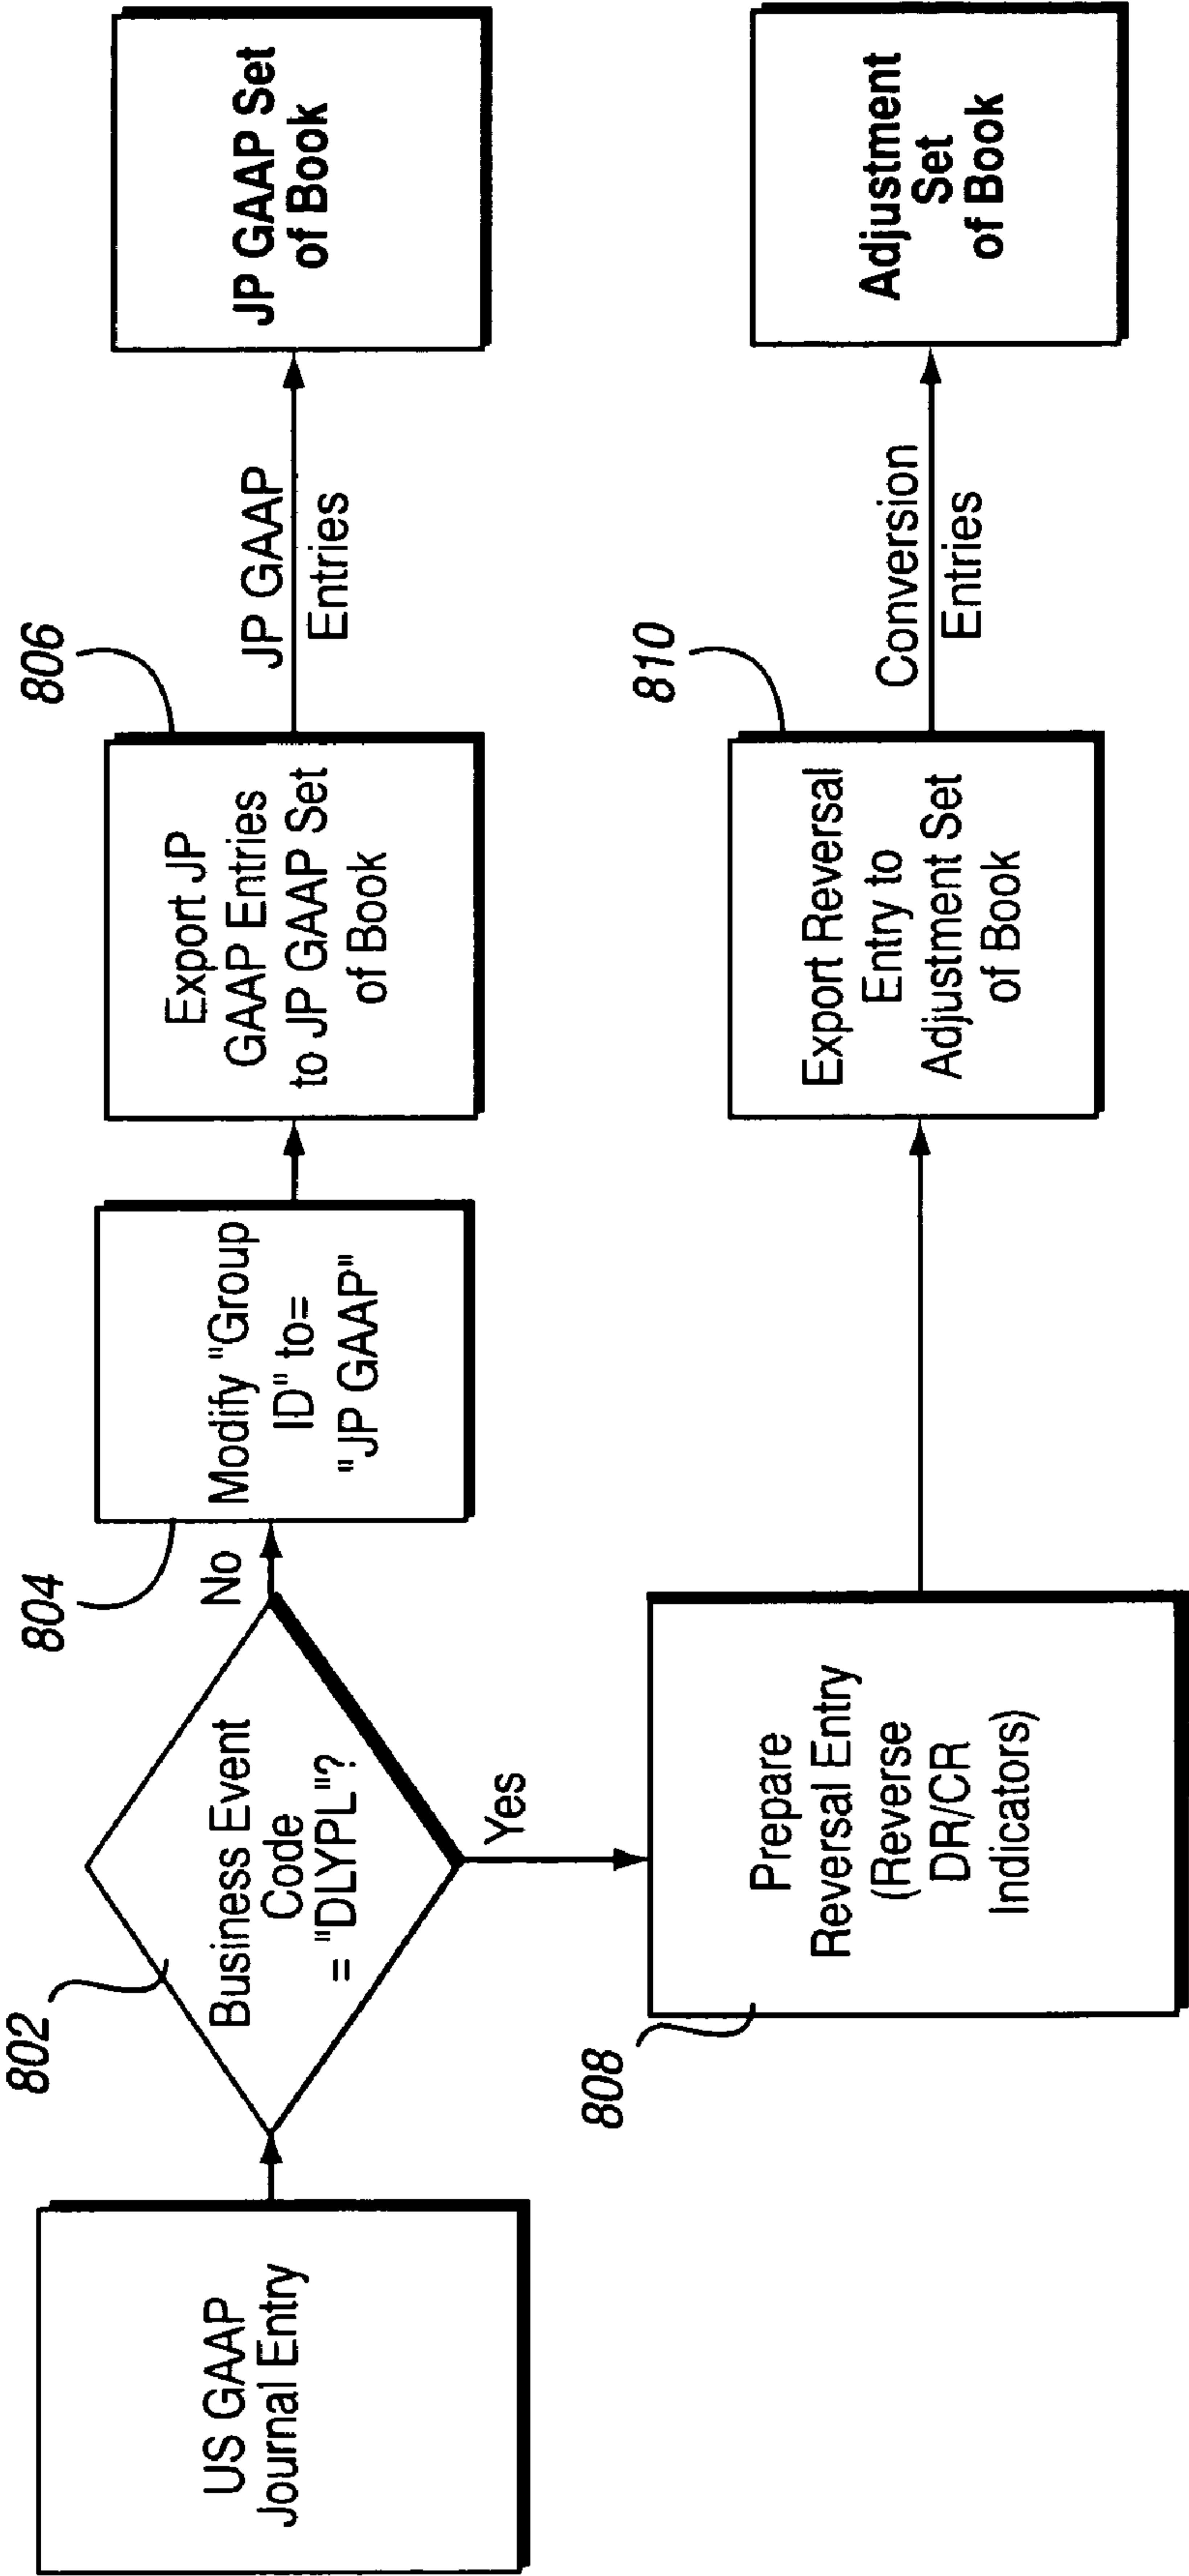 US GAAP
Journal Entry
802
Business Event
Code
= "DLYPL"?
No
804
Modify "Group
ID" to=
"JP GAAP"
806
Export JP
GAAP Entries
to JP GAAP Set
of Book
JP GAAP
Entries
JP GAAP Set
of Book
Yes
808
Prepare
Reversal Entry
(Reverse
DR/CR
Indicators)
810
Export Reversal
Entry to
Adjustment Set
of Book
Conversion
Entries
Adjustment
Set
of Book